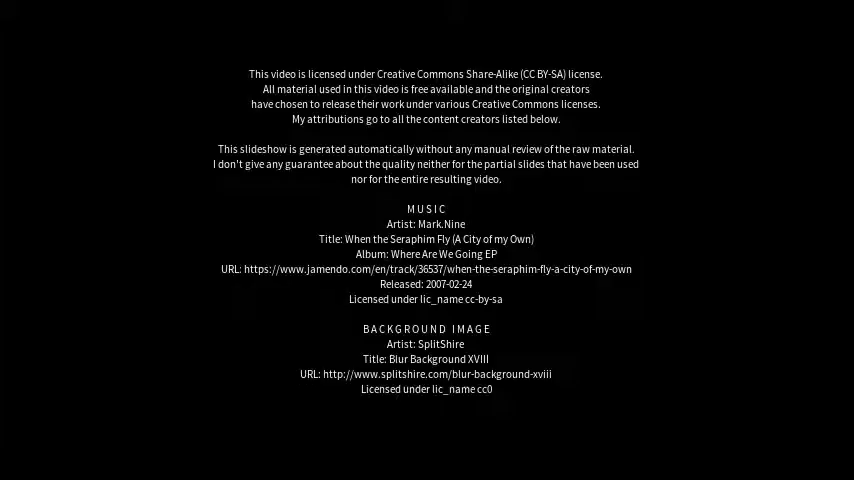 This video is licensed under Creative Commons Share-Alike (CC BY-SA) license.
All material used in this video is free available and the original creators
have chosen to release their work under various Creative Commons licenses.
My attributions go to all the content creators listed below.
This slideshow is generated automatically without any manual review of the raw material.
I don't give any guarantee about the quality neither for the partial slides that have been used
nor for the entire resulting video.
MUSIC
Artist: Mark.Nine
Title: When the Seraphim Fly (A City of my Own)
Album: Where Are We Going EP
URL: https://www.jamendo.com/en/track/36537/when-the-seraphim-fly-a-city-of-my-own
Released: 2007-02-24
Licensed under lic_name cc-by-sa
BACKGROUND IMAGE
Artist: SplitShire
Title: Blur Background XVIII
URL: http://www.splitshire.com/blur-background-xviii
Licensed under lic_name cc0